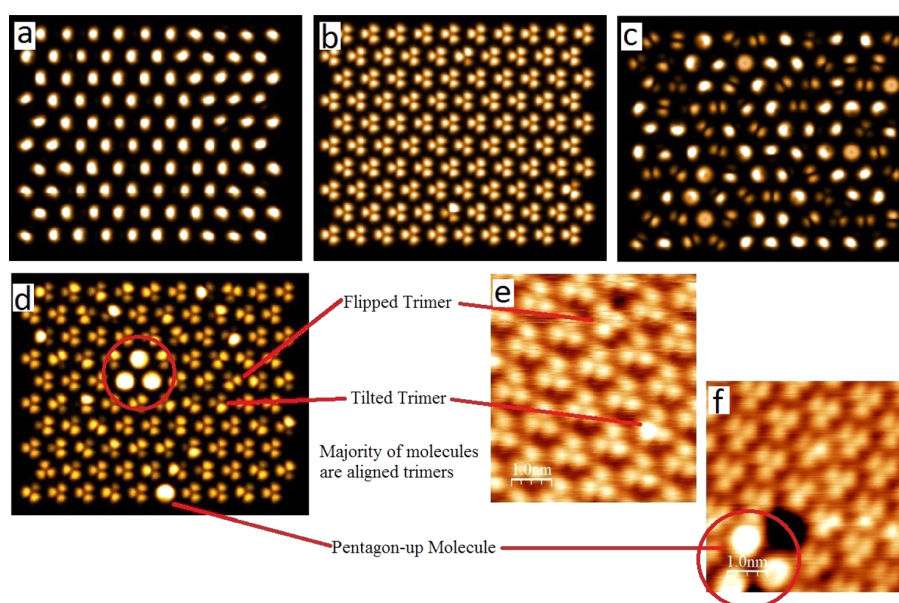 a
b
c
d
Flipped Trimer
e
Tilted Trimer
f
Majority of molecules
are aligned trimers
1.0nm
Pentagon-up Molecule
1.0nm